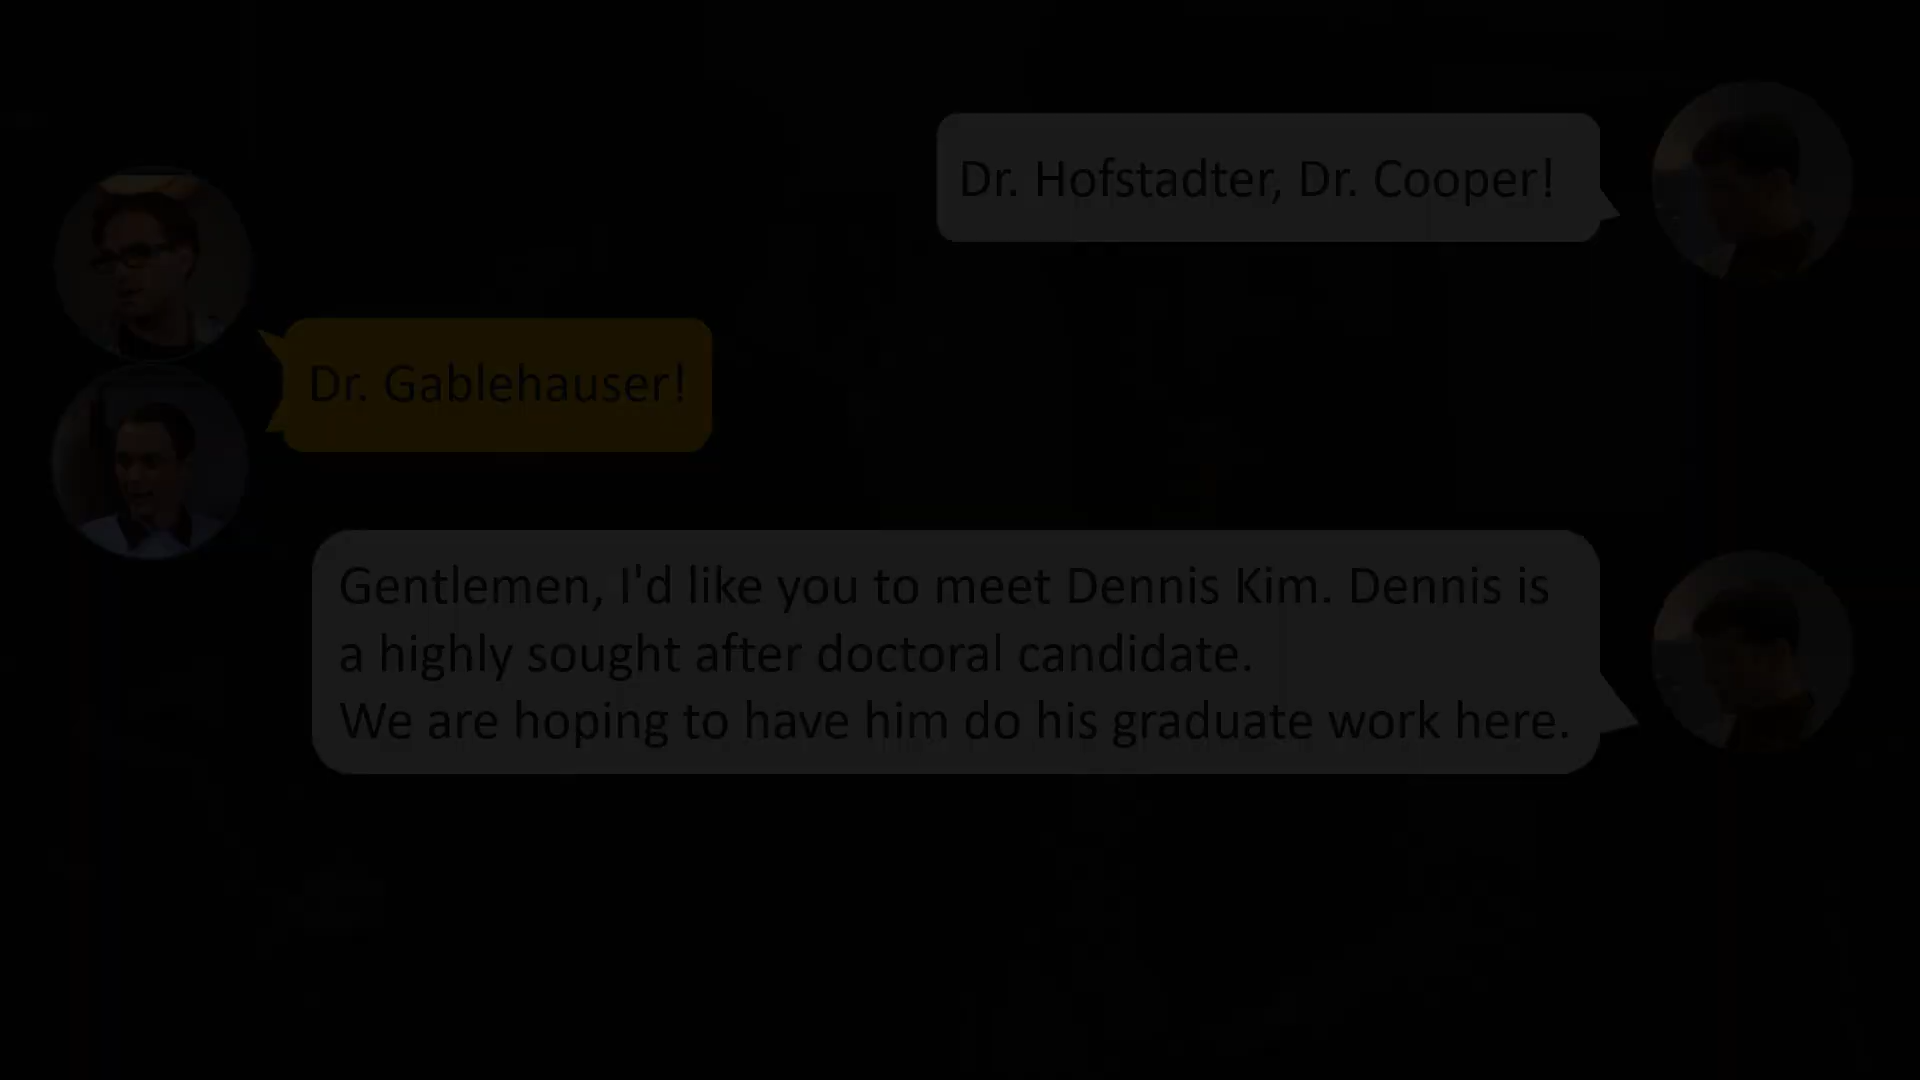 Dr. Hofstadter, Dr. Cooper!
Dr. Gablehauser!
Gentlemen, I'd like you to meet Dennis Kim. Dennis is
a highly sought after doctoral candidate.
We are hoping to have him do his graduate work here.